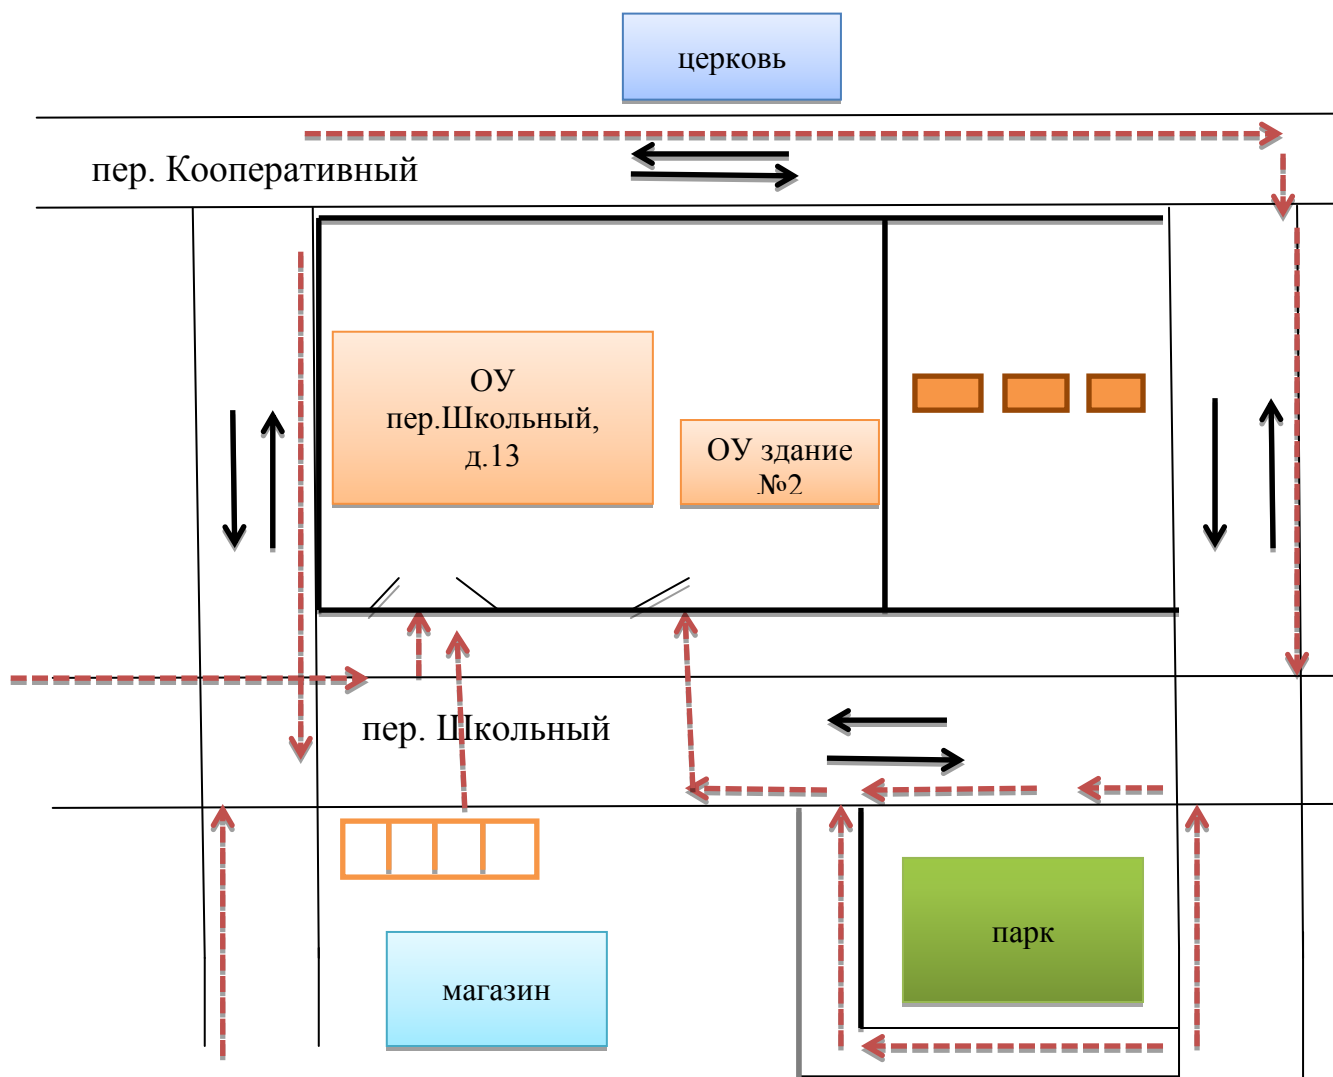 церковь
пер. Кооперативный
ОУ
пер.Школьный,
д.13
ОУ здание
№2
пер. Школьный
парк
магазин